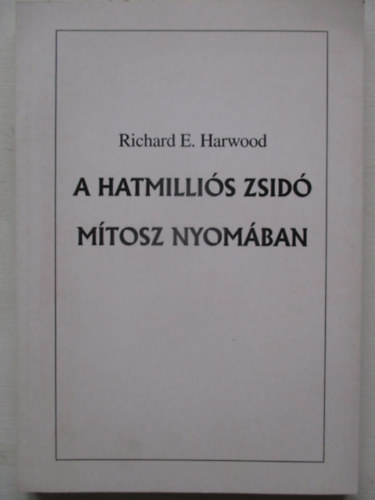 Richard E. Harwood
A HATMILLIÓS ZSIDÓ
MÍTOSZ NYOMÁBAN